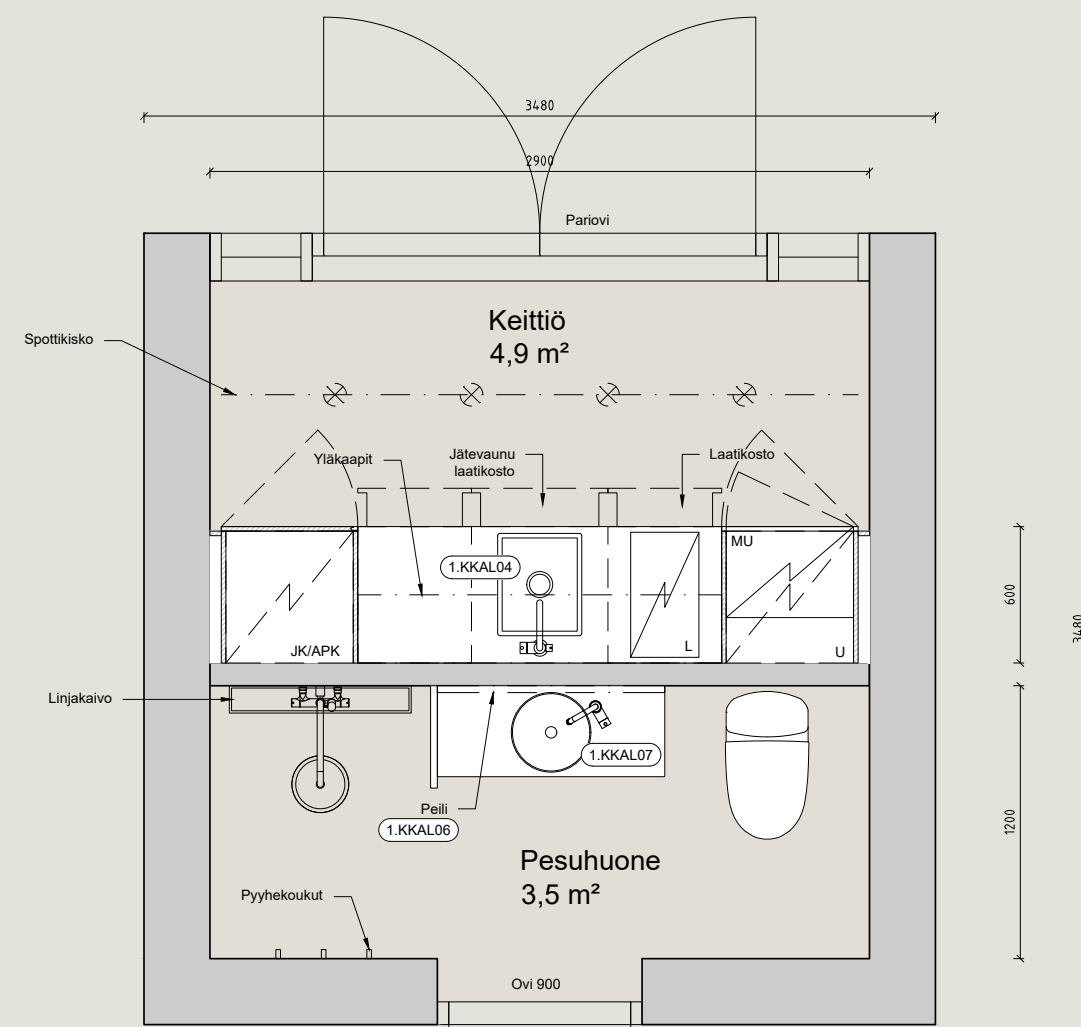 3480
2900
Pariovi
Keittiö
4,9 m²
Spottikisko
Yläkaapit
Jätevaunu
laatikosto
Laatikosto
1.KKAL04
MU
JK/APK
L
U
600
3480
Linjakaivo
1.KKAL07
Peili
1.KKAL06
1200
Pesuhuone
3,5 m²
Pyyhekoukut
Ovi 900